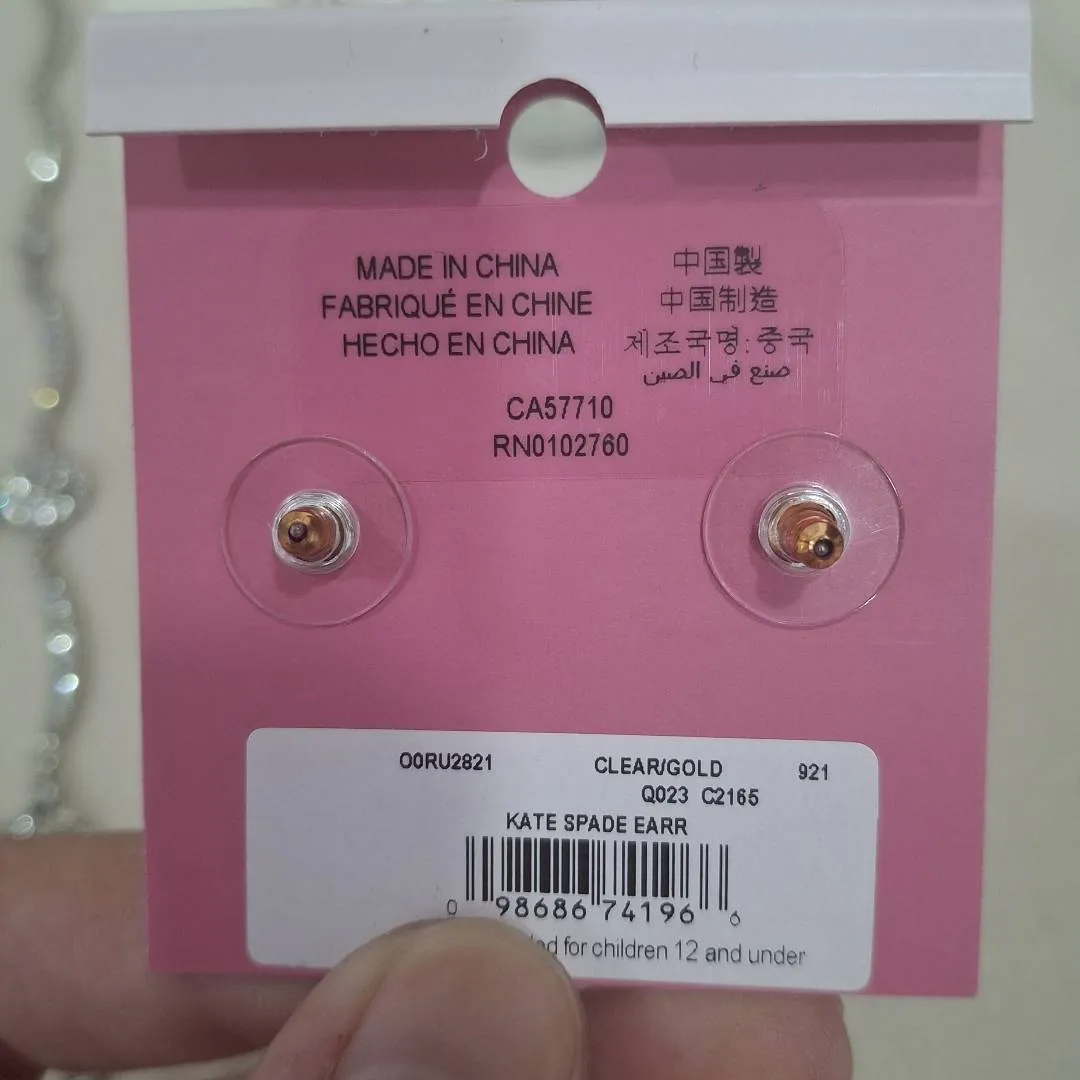 MADE IN CHINA
FABRIQUÉ EN CHINE
HECHO EN CHINA
中国製
中国制造
제조국명: 중국
صنع في الصين
CA57710
RN0102760
O0RU2821 CLEAR/GOLD 921
Q023 C2165
KATE SPADE EARR
0 98686 74196 6
for children 12 and under